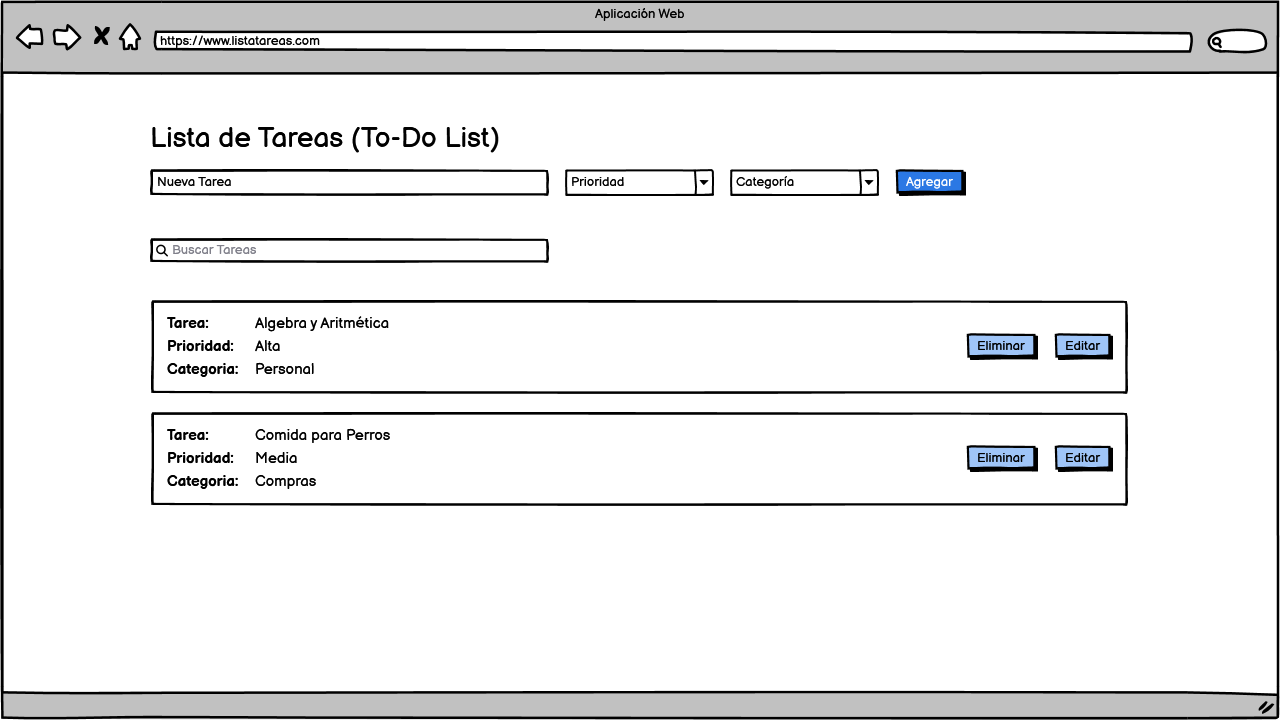 Aplicación Web
https://www.listatareas.com
Lista de Tareas (To-Do List)
Nueva Tarea Prioridad Categoría Agregar
Buscar Tareas
Tarea: Algebra y Aritmética
Prioridad: Alta Eliminar Editar
Categoria: Personal
Tarea: Comida para Perros
Prioridad: Media Eliminar Editar
Categoria: Compras